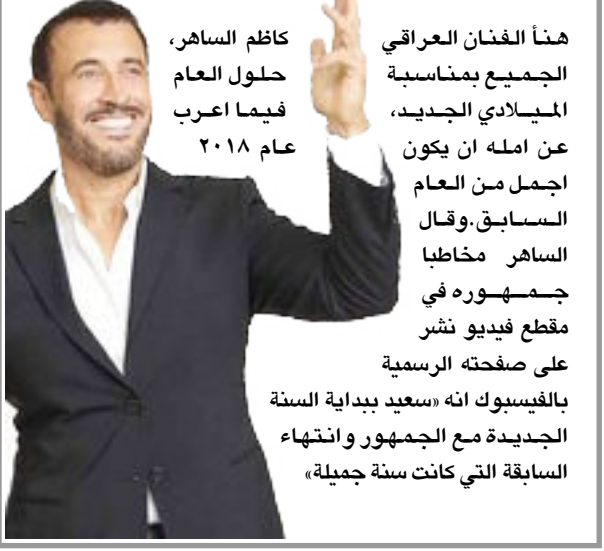 هنأ الفنان العراقي كاظم الساهر،
الجميع بمناسبة حلول العام
الميلادي الجديد، فيما اعرب
عن امله ان يكون عام ٢٠١٨
اجمل من العام
السابق.وقال
الساهر مخاطبا
جمهوره في
مقطع فيديو نشر
على صفحته الرسمية
بالفيسبوك انه «سعيد ببداية السنة
الجديدة مع الجمهور وانتهاء
السابقة التي كانت سنة جميلة»